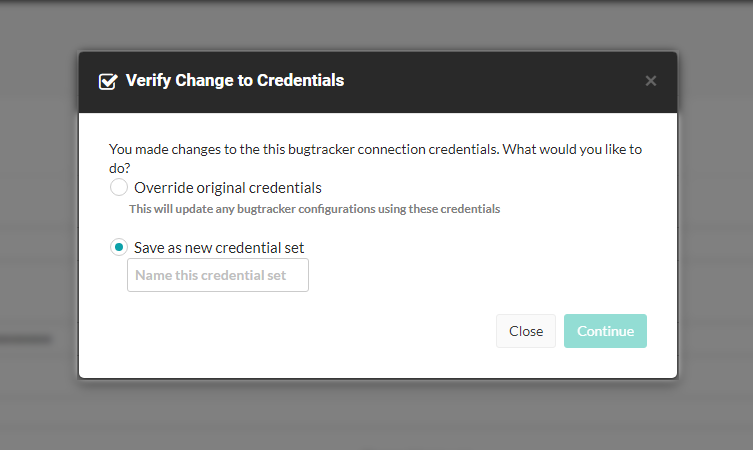 Verify Change to Credentials
×
You made changes to the this bugtracker connection credentials. What would you like to
do?
Override original credentials
This will update any bugtracker configurations using these credentials
Save as new credential set
Name this credential set
Close Continue